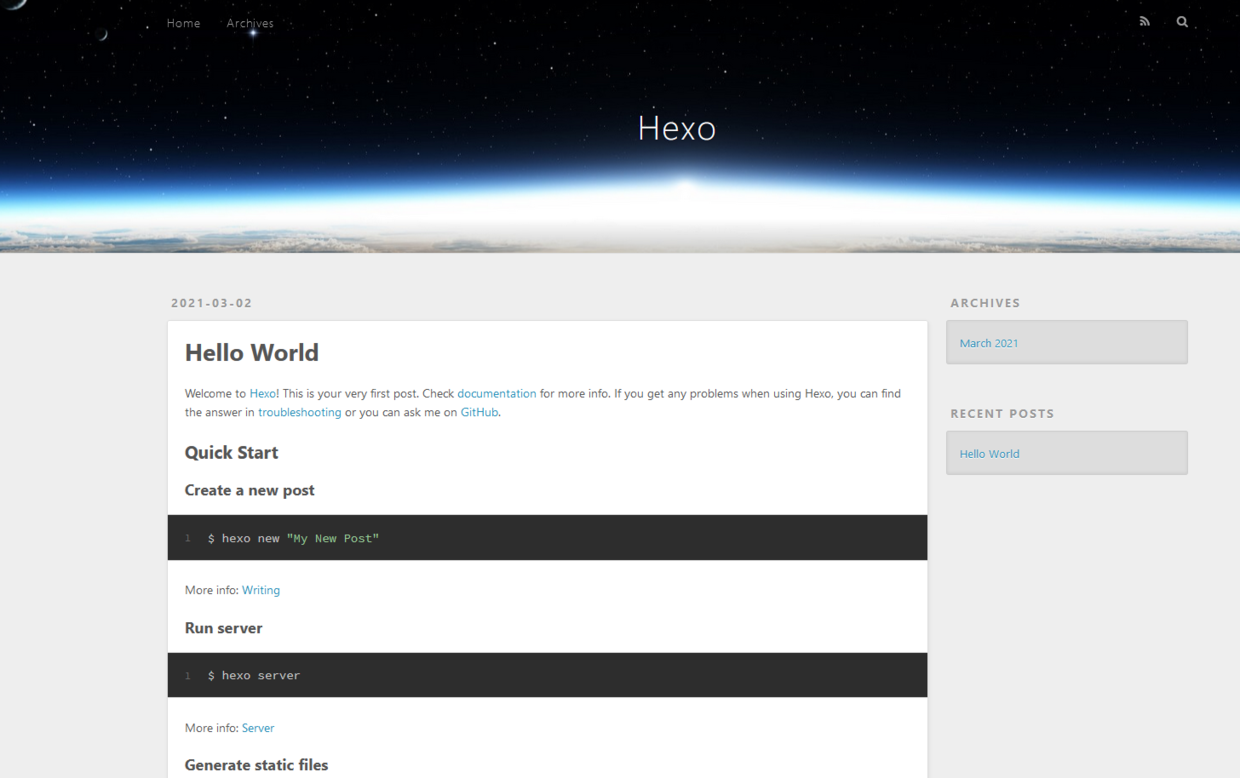 Home Archives
Hexo
2021-03-02
Hello World
Welcome to Hexo! This is your very first post. Check documentation for more info. If you get any problems when using Hexo, you can find
the answer in troubleshooting or you can ask me on GitHub.
Quick Start
Create a new post
1 $ hexo new "My New Post"
More info: Writing
Run server
1 $ hexo server
More info: Server
Generate static files
ARCHIVES
March 2021
RECENT POSTS
Hello World